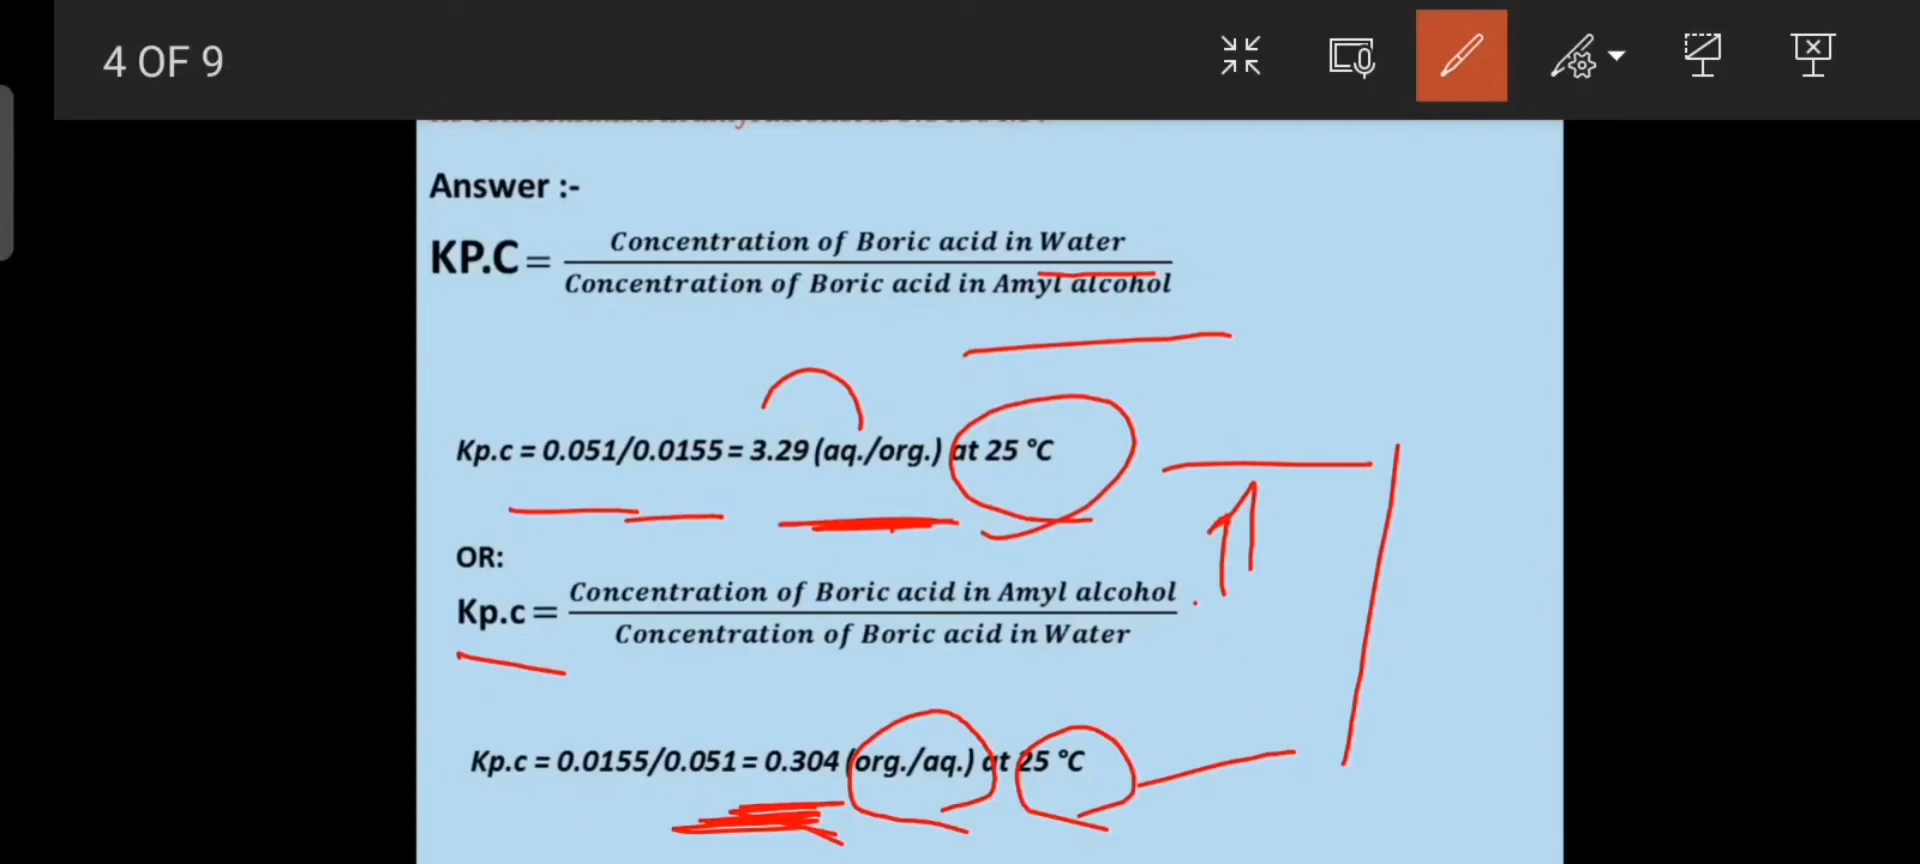 4 OF 9
Answer :-
KP.C = Concentration of Boric acid in Water
Concentration of Boric acid in Amyl alcohol
Kp.c = 0.051/0.0155 = 3.29 (aq./org.) at 25 °C
OR:
Kp.c = Concentration of Boric acid in Amyl alcohol
Concentration of Boric acid in Water
Kp.c = 0.0155/0.051 = 0.304 (org./aq.) at 25 °C